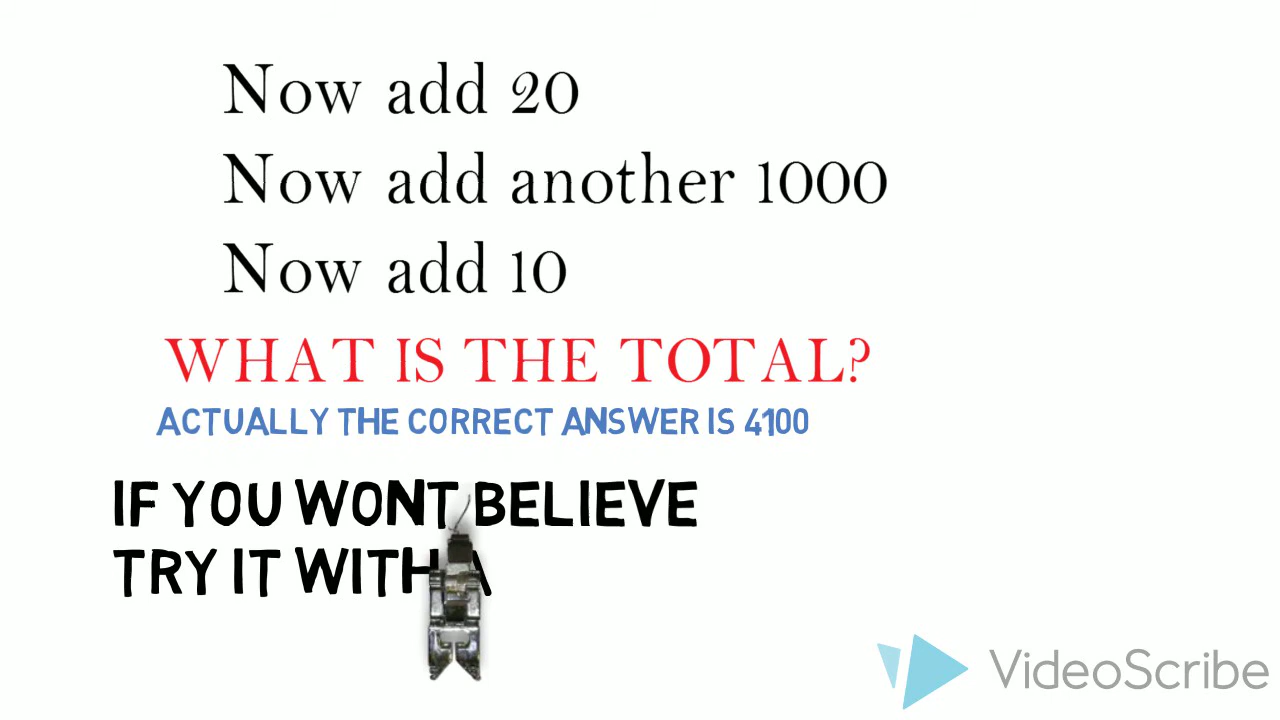 Now add 20
Now add another 1000
Now add 10
WHAT IS THE TOTAL?
ACTUALLY THE CORRECT ANSWER IS 4100
IF YOU WONT BELIEVE
TRY IT WITH A
VideoScribe